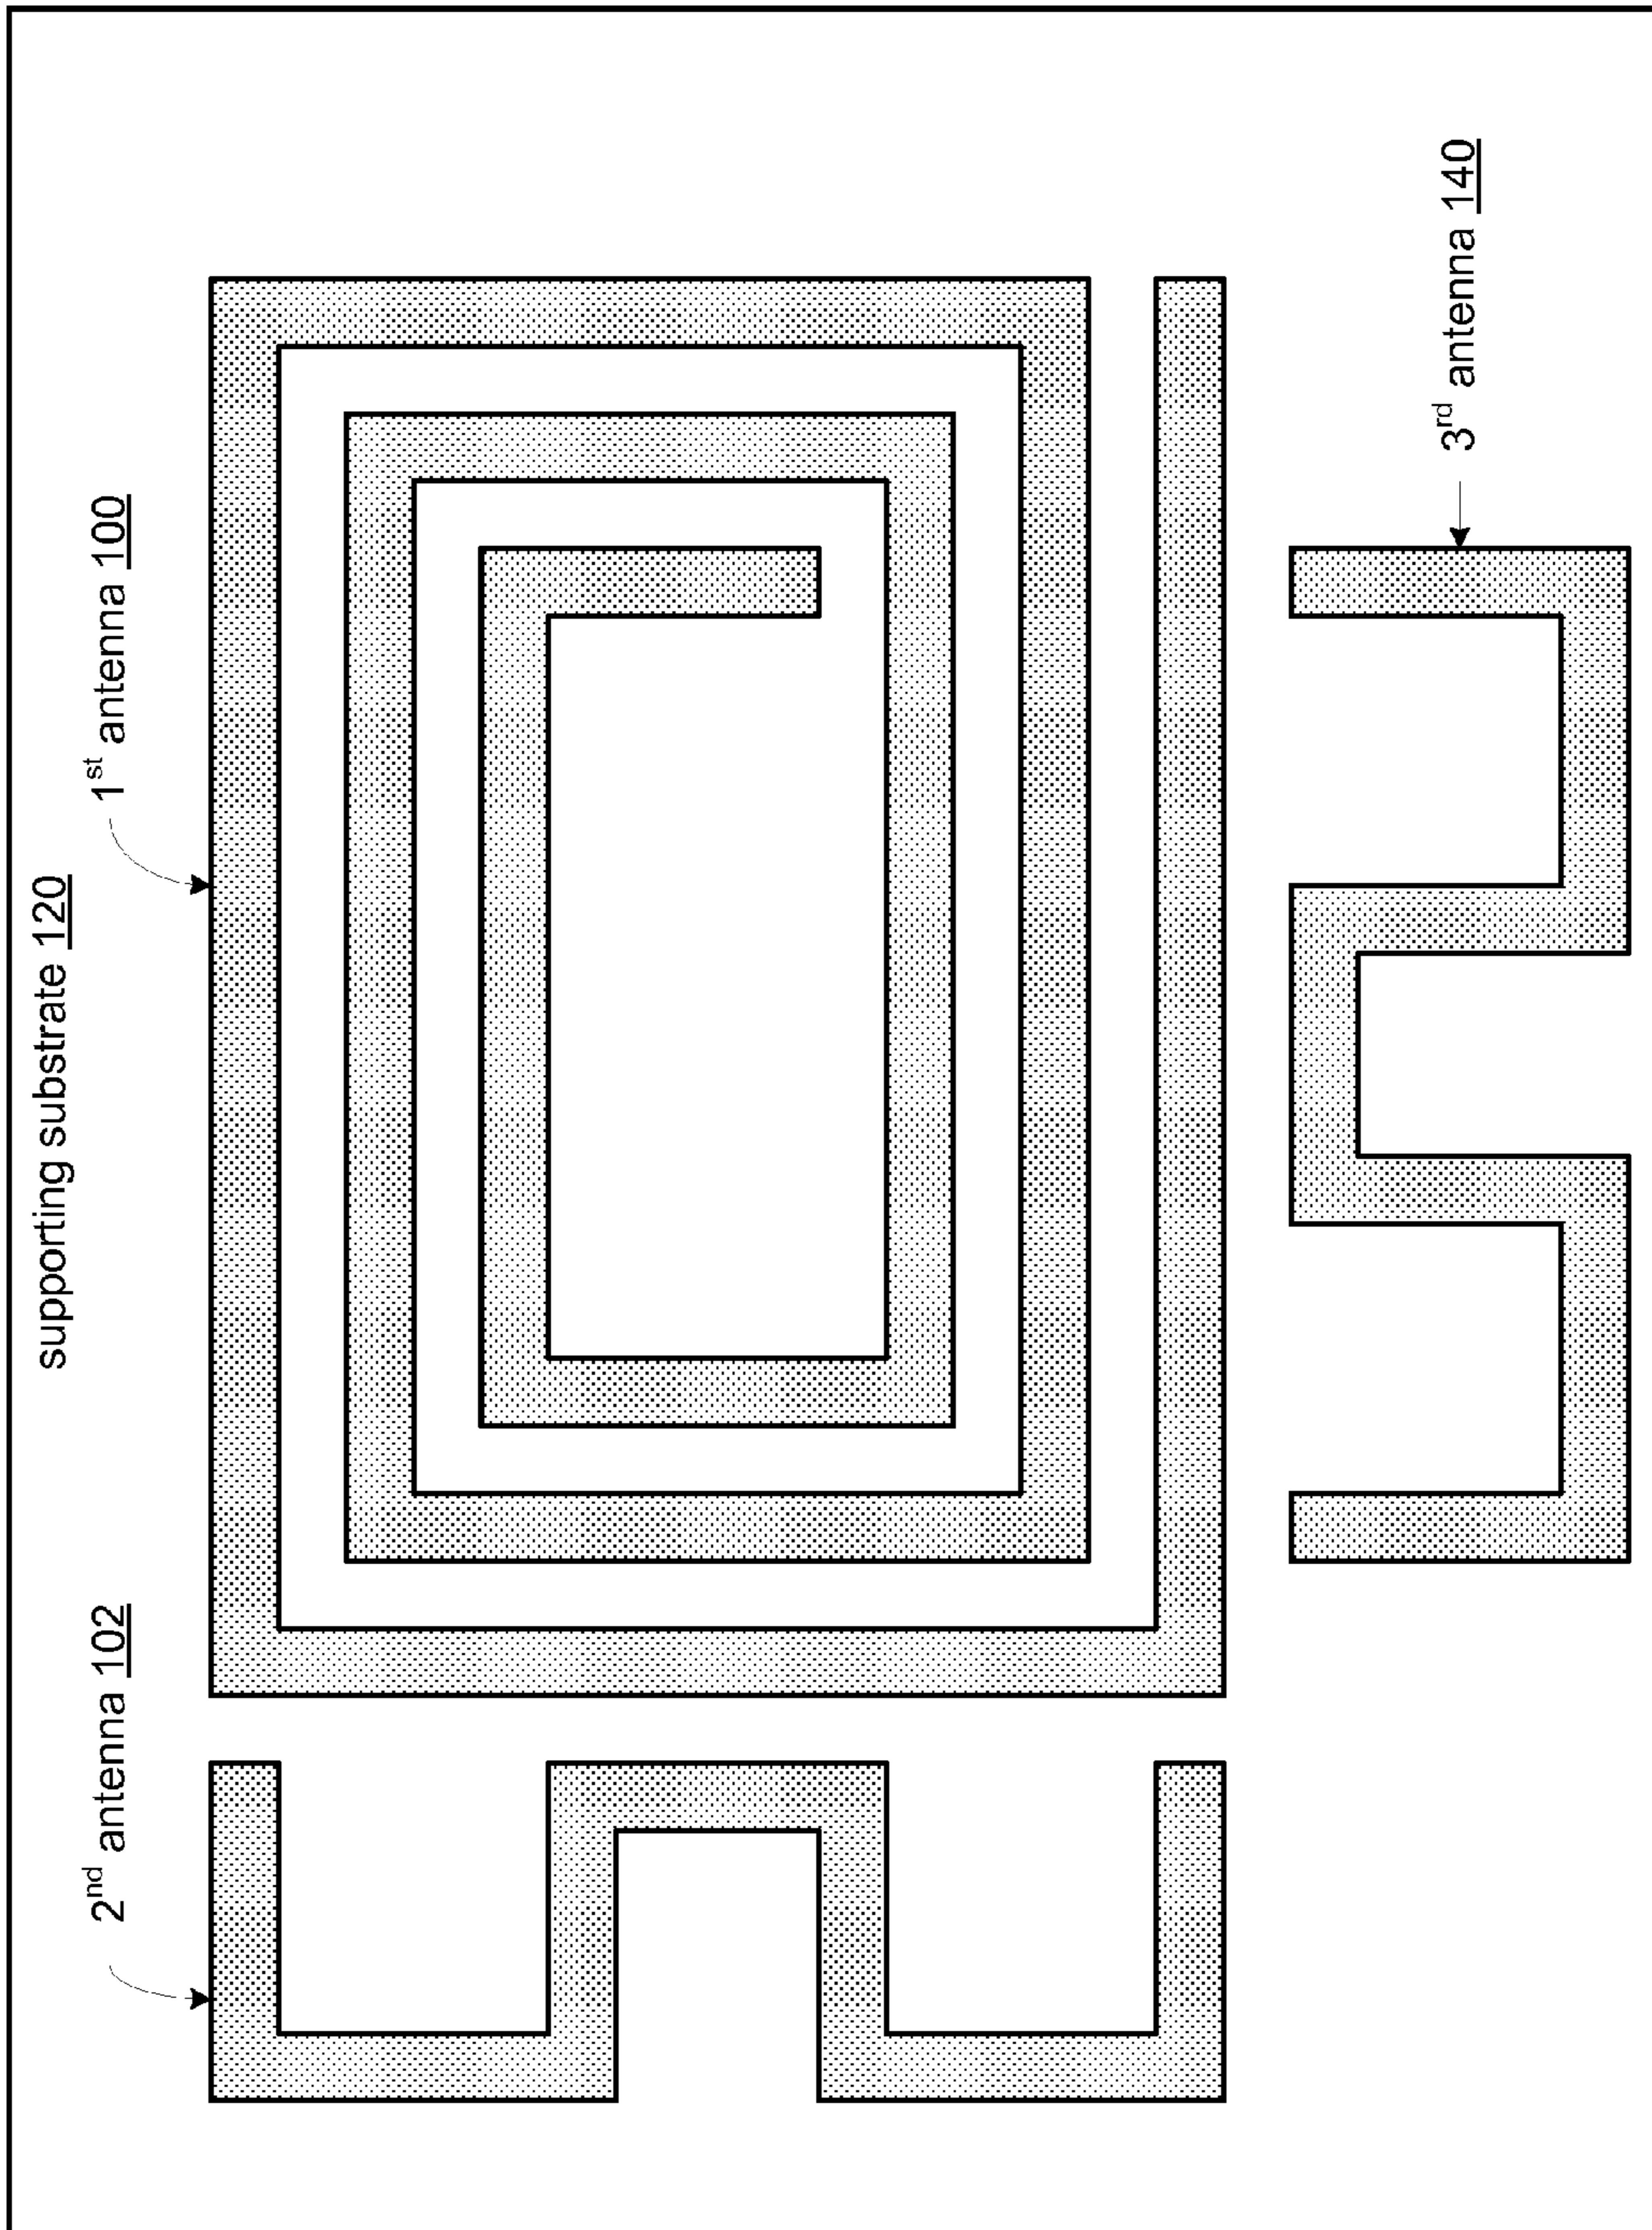 supporting substrate 120
2nd antenna 102
1st antenna 100
3rd antenna 140